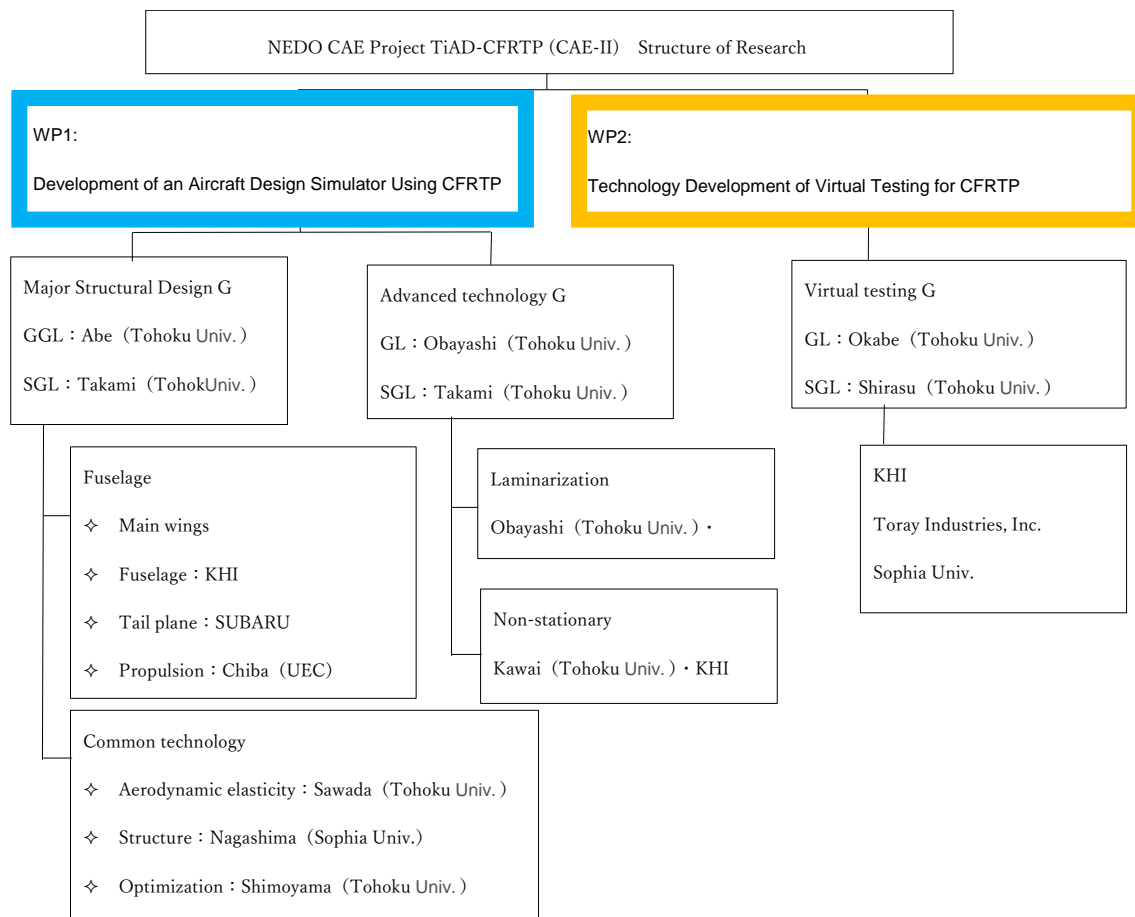 NEDO CAE Project TiAD-CFRTP (CAE-II) Structure of Research
WP1:
Development of an Aircraft Design Simulator Using CFRTP
WP2:
Technology Development of Virtual Testing for CFRTP
Major Structural Design G
GGL：Abe（Tohoku Univ.）
SGL：Takami（TohokUniv.）
Advanced technology G
GL：Obayashi（Tohoku Univ.）
SGL：Takami（Tohoku Univ.）
Virtual testing G
GL：Okabe（Tohoku Univ.）
SGL：Shirasu（Tohoku Univ.）
Fuselage
✧ Main wings
✧ Fuselage：KHI
✧ Tail plane：SUBARU
✧ Propulsion：Chiba（UEC）
Common technology
✧ Aerodynamic elasticity：Sawada（Tohoku Univ.）
✧ Structure：Nagashima（Sophia Univ.）
✧ Optimization：Shimoyama（Tohoku Univ.）
Laminarization
Obayashi（Tohoku Univ.）・
Non-stationary
Kawai（Tohoku Univ.）・KHI
KHI
Toray Industries, Inc.
Sophia Univ.